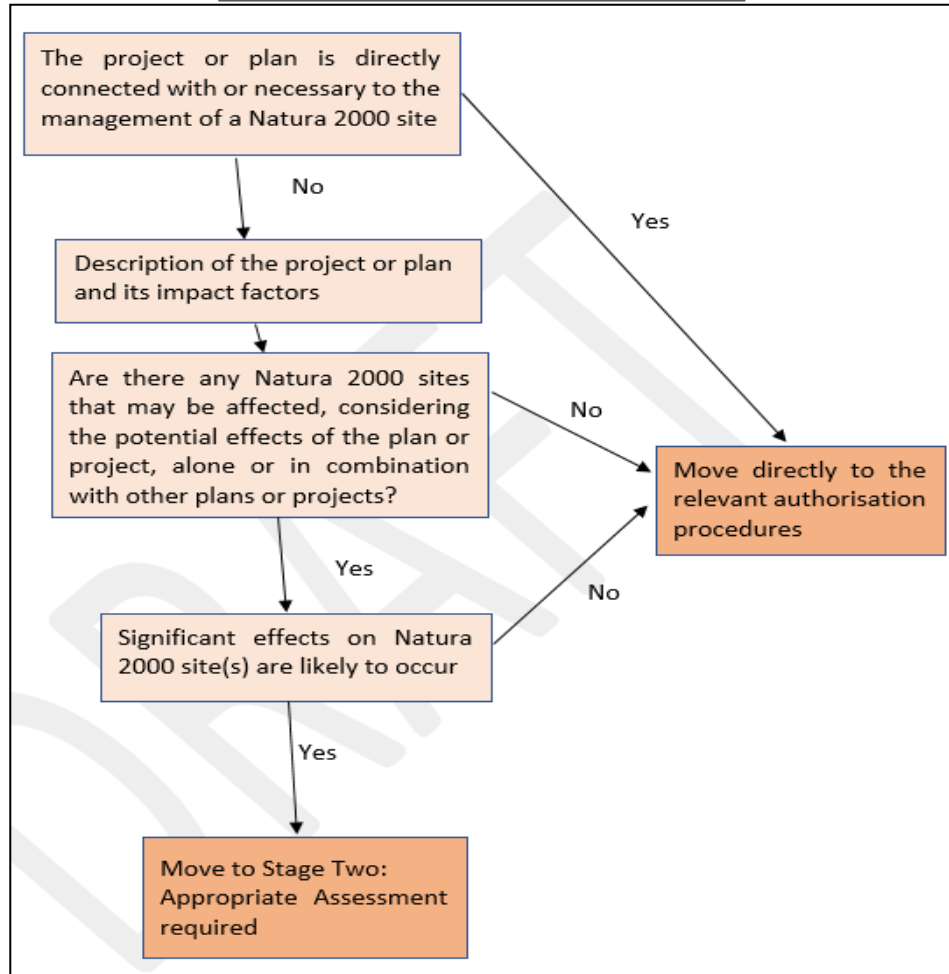 The project or plan is directly
connected with or necessary to the
management of a Natura 2000 site
No
Yes
Description of the project or plan
and its impact factors
Are there any Natura 2000 sites
that may be affected, considering
the potential effects of the plan or
project, alone or in combination
with other plans or projects?
No
Move directly to the
relevant authorisation
procedures
Yes
No
Significant effects on Natura
2000 site(s) are likely to occur
Yes
Move to Stage Two:
Appropriate Assessment
required
DRAFT